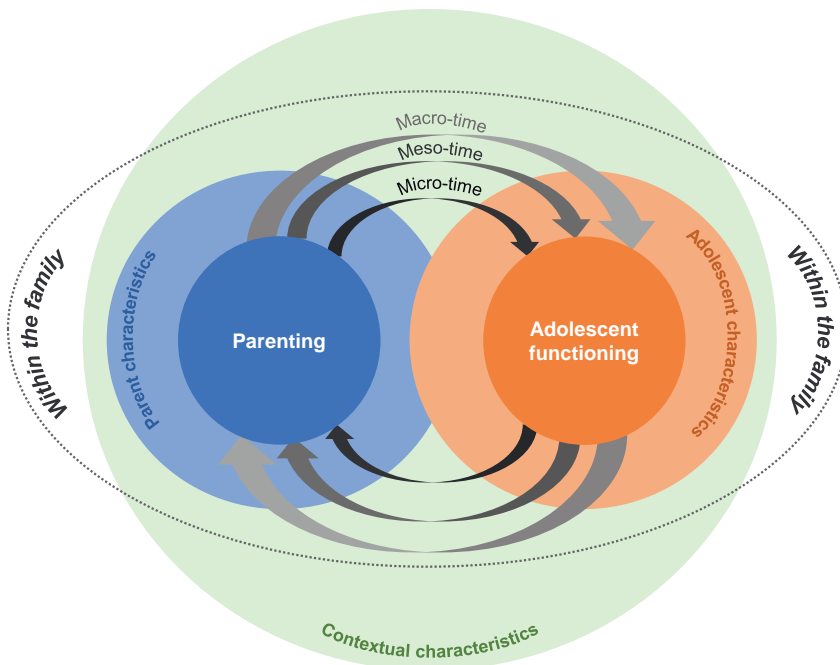 Macro-time
Meso-time
Micro-time
Within the family
Parent characteristics
Parenting
Adolescent
functioning
Adolescent characteristics
Within the family
Contextual characteristics